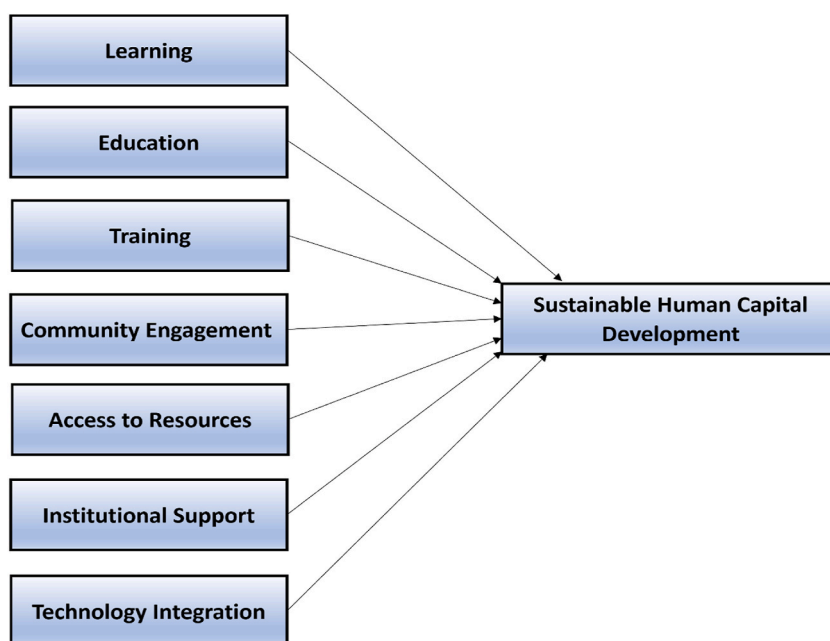 Learning
Education
Training
Community Engagement
Access to Resources
Institutional Support
Technology Integration
Sustainable Human Capital
Development